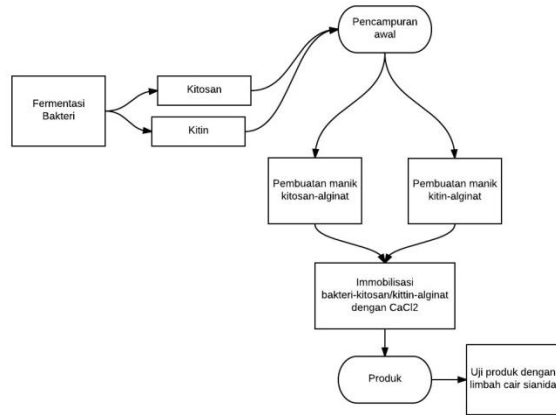 Pencampuran
awal
Kitosan
Fermentasi
Bakteri
Kitin
Pembuatan manik
kitosan-alginat
Pembuatan manik
kitin-alginat
Immobilisasi
bakteri-kitosan/kittin-alginat
dengan CaCl2
Produk
Uji produk dengan
limbah cair sianida